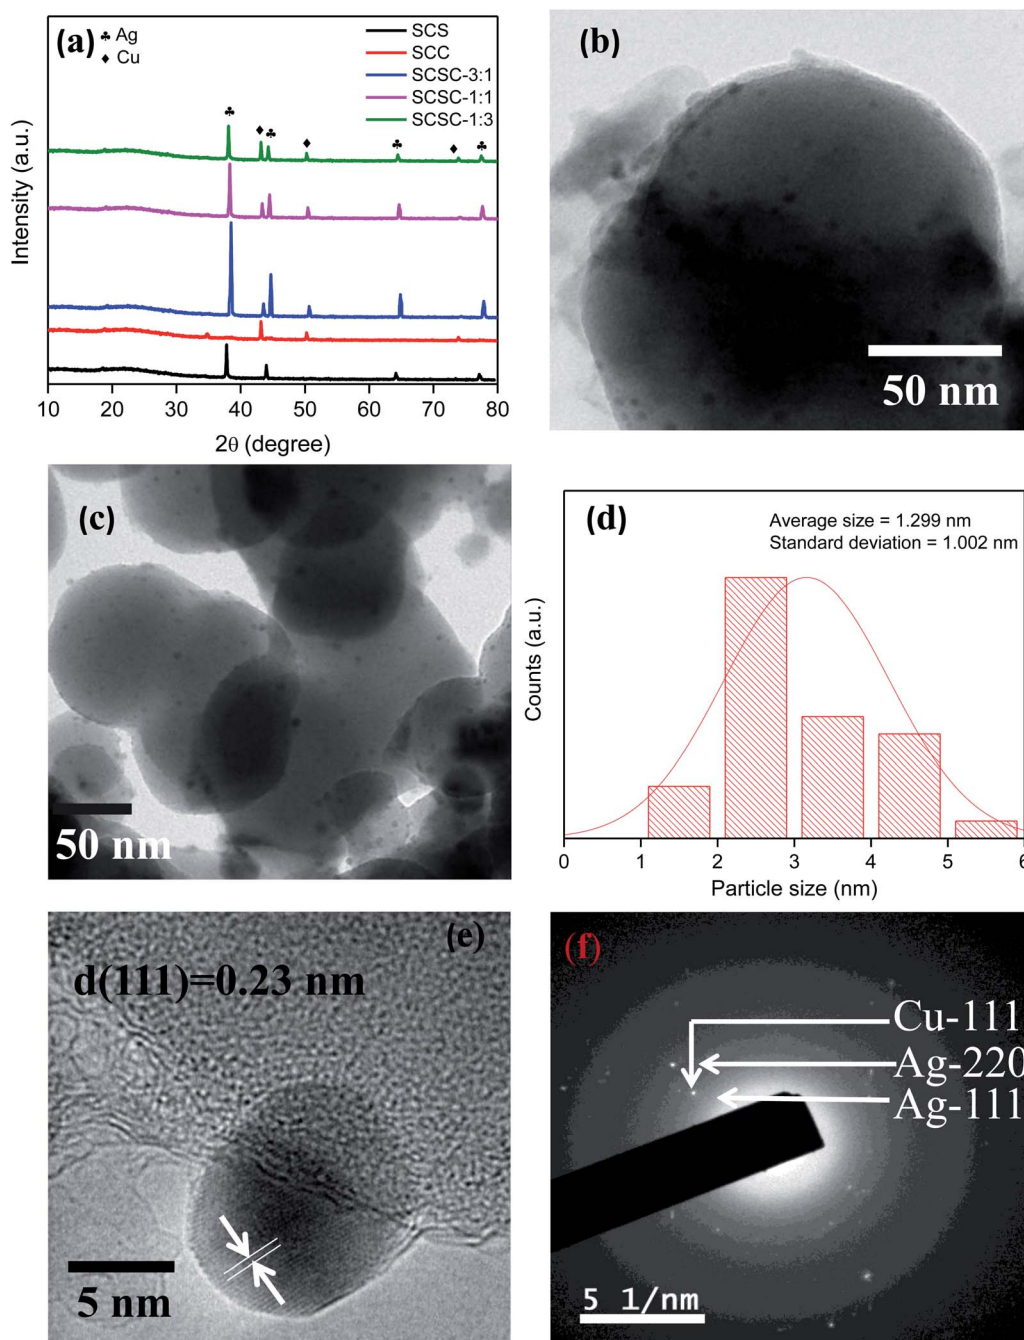 (a)
♣ Ag
♦ Cu
SCS
SCC
SCSC-3:1
SCSC-1:1
SCSC-1:3
Intensity (a.u.)
10 20 30 40 50 60 70 80
2θ (degree)
(b)
50 nm
(c)
50 nm
(d)
Average size = 1.299 nm
Standard deviation = 1.002 nm
Counts (a.u.)
0 1 2 3 4 5 6
Particle size (nm)
(e)
d(111)=0.23 nm
5 nm
(f)
Cu-111
Ag-220
Ag-111
5 1/nm